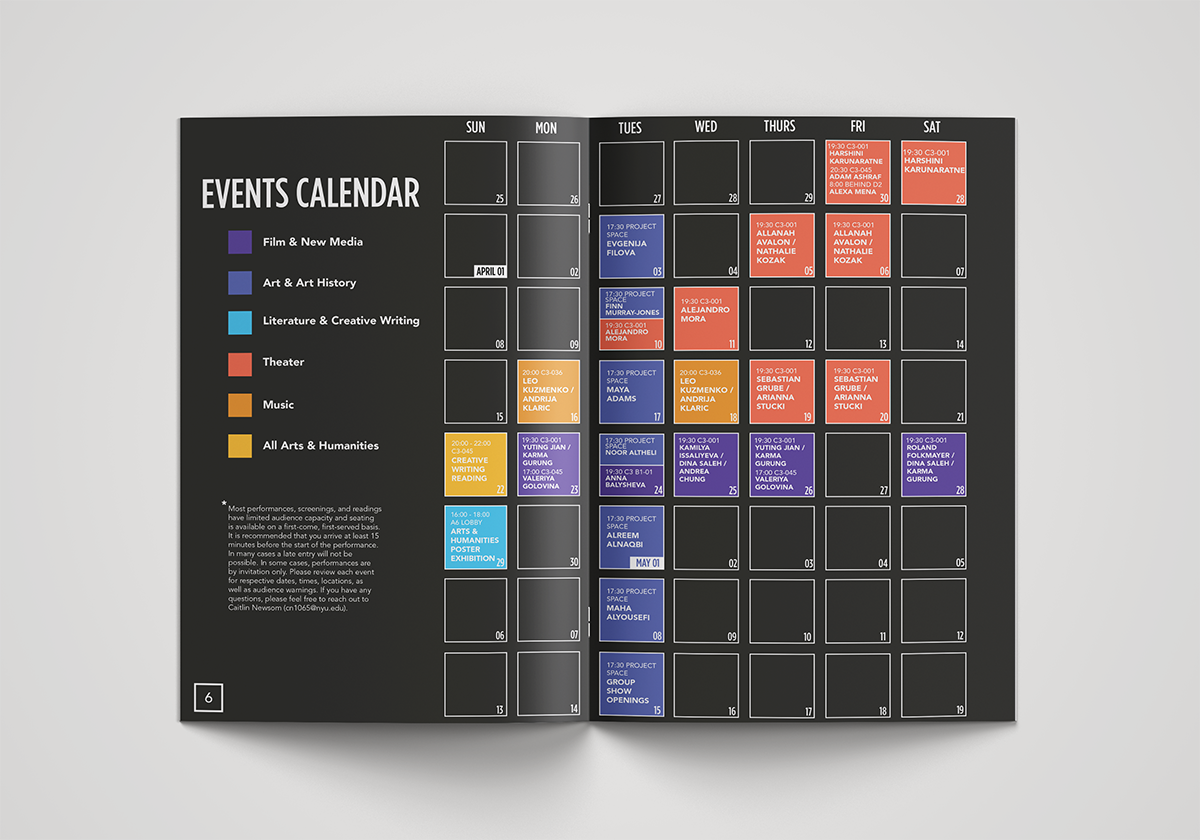 EVENTS CALENDAR
Film & New Media
Art & Art History
Literature & Creative Writing
Theater
Music
All Arts & Humanities
*
Most performances, screenings, and readings
have limited audience capacity and seating
is available on a first-come, first-served basis.
It is recommended that you arrive at least 15
minutes before the start of the performance.
In many cases a late entry will not be
possible. In some cases, performances are
by invitation only. Please review each event
for respective dates, times, locations, as
well as audience warnings. If you have any
questions, please feel free to reach out to
Caitlin Newsom (cn1065@nyu.edu).
6
SUN
MON
TUES
WED
THURS
FRI
SAT
25
26
27
28
29
19:30 C3-001
HARSHINI
KARUNARATNE
20:30 C3-045
ADAM ASHRAF
8:00 BEHIND D2
ALEXA MENA
30
19:30 C3-001
HARSHINI
KARUNARATNE
28
APRIL 01
02
17:30 PROJECT
SPACE
EVGENIJA
FILOVA
03
04
19:30 C3-001
ALLANAH
AVALON /
NATHALIE
KOZAK
05
19:30 C3-001
ALLANAH
AVALON /
NATHALIE
KOZAK
06
07
08
09
17:30 PROJECT
SPACE
FINN
MURRAY-JONES
19:30 C3-001
ALEJANDRO
MORA
10
19:30 C3-001
ALEJANDRO
MORA
11
12
13
14
15
20:00 C3-036
LEO
KUZMENKO /
ANDRIJA
KLARIC
16
17:30 PROJECT
SPACE
MAYA
ADAMS
17
20:00 C3-036
LEO
KUZMENKO /
ANDRIJA
KLARIC
18
19:30 C3-001
SEBASTIAN
GRUBE /
ARIANNA
STUCKI
19
19:30 C3-001
SEBASTIAN
GRUBE /
ARIANNA
STUCKI
20
21
20:00 - 22:00
C3-045
CREATIVE
WRITING
READING
22
19:30 C3-001
YUTING JIAN /
KARMA
GURUNG
17:00 C3-045
VALERIYA
GOLOVINA
23
17:30 PROJECT
SPACE
NOOR ALTHELI
19:30 C3 B1-01
ANNA
BALYSHEVA
24
19:30 C3-001
KAMILYA
ISSALIYEVA /
DINA SALEH /
ANDREA
CHUNG
25
19:30 C3-001
YUTING JIAN /
KARMA
GURUNG
17:00 C3-045
VALERIYA
GOLOVINA
26
27
19:30 C3-001
ROLAND
FOLKMAYER /
DINA SALEH /
KARMA
GURUNG
28
16:00 - 18:00
A6 LOBBY
ARTS &
HUMANITIES
POSTER
EXHIBITION
29
30
17:30 PROJECT
SPACE
ALREEM
ALNAQBI
MAY 01
02
03
04
05
06
07
17:30 PROJECT
SPACE
MAHA
ALYOUSEFI
08
09
10
11
12
13
14
17:30 PROJECT
SPACE
GROUP
SHOW
OPENINGS
15
16
17
18
19